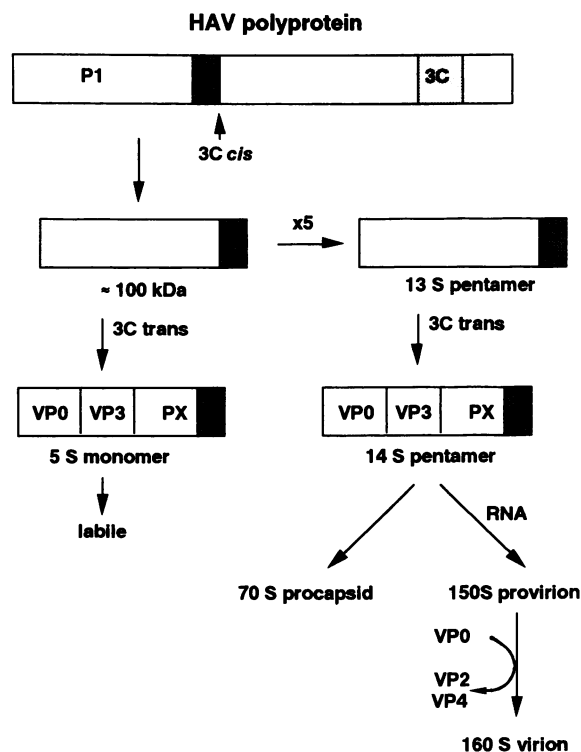 HAV polyprotein
P1
3C
3C cis
x5
≈ 100 kDa
13 S pentamer
3C trans
3C trans
VP0 VP3 PX
VP0 VP3 PX
5 S monomer
14 S pentamer
labile
RNA
70 S procapsid
150S provirion
VP0
VP2
VP4
160 S virion